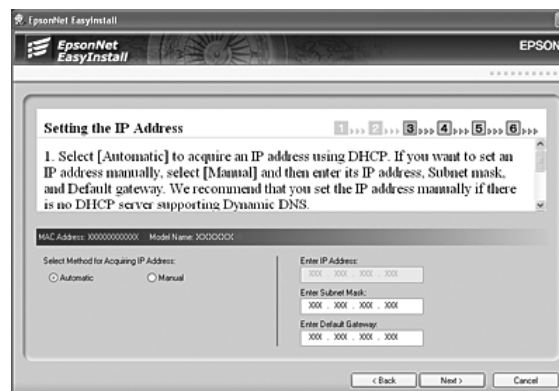 EpsonNet EasyInstall
EpsonNet
EasyInstall
EPSON
Setting the IP Address
1 >>> 2 >>> 3 >>> 4 >>> 5 >>> 6 >>>
1. Select [Automatic] to acquire an IP address using DHCP. If you want to set an
IP address manually, select [Manual] and then enter its IP address, Subnet mask,
and Default gateway. We recommend that you set the IP address manually if there
is no DHCP server supporting Dynamic DNS.
MAC Address: XXXXXXXXXXXX Model Name: XXXXXXX
Select Method for Acquiring IP Address:
Automatic
Manual
Enter IP Address:
XXX . XXX . XXX . XXX
Enter Subnet Mask:
XXX . XXX . XXX . XXX
Enter Default Gateway:
XXX . XXX . XXX . XXX
< Back
Next >
Cancel